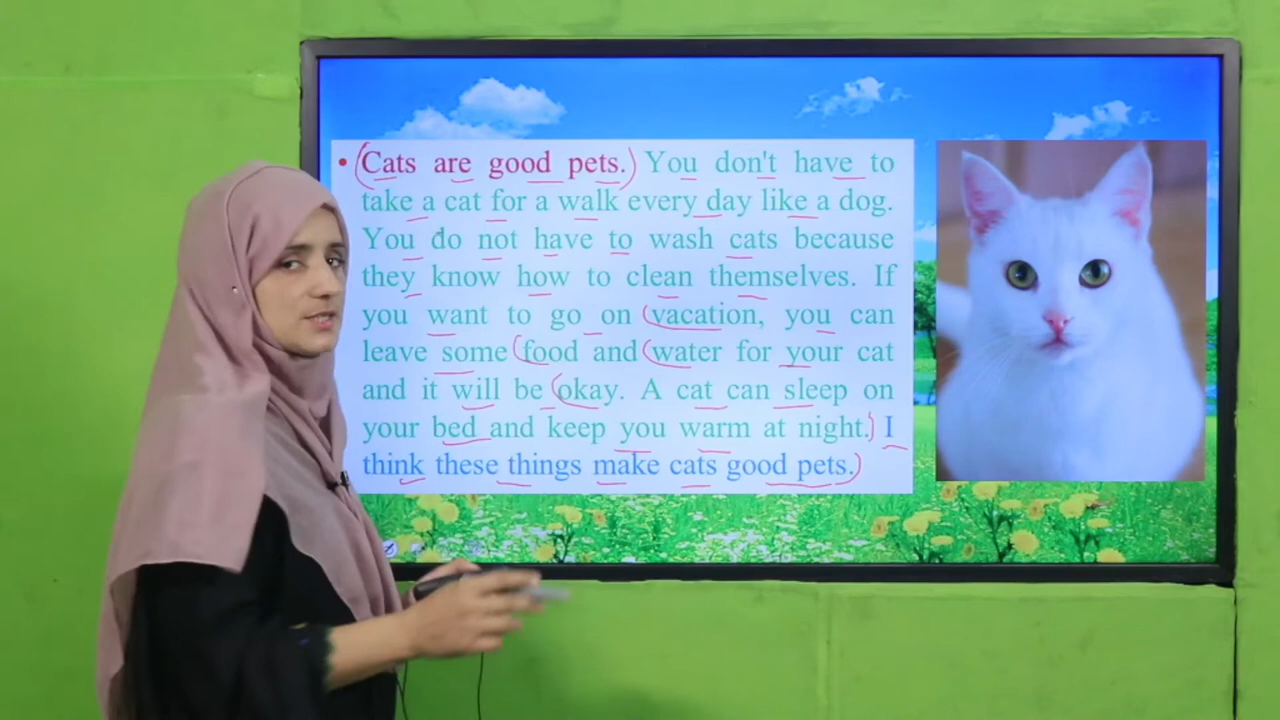 • Cats are good pets. You don't have to
take a cat for a walk every day like a dog.
You do not have to wash cats because
they know how to clean themselves. If
you want to go on vacation, you can
leave some food and water for your cat
and it will be okay. A cat can sleep on
your bed and keep you warm at night. I
think these things make cats good pets.